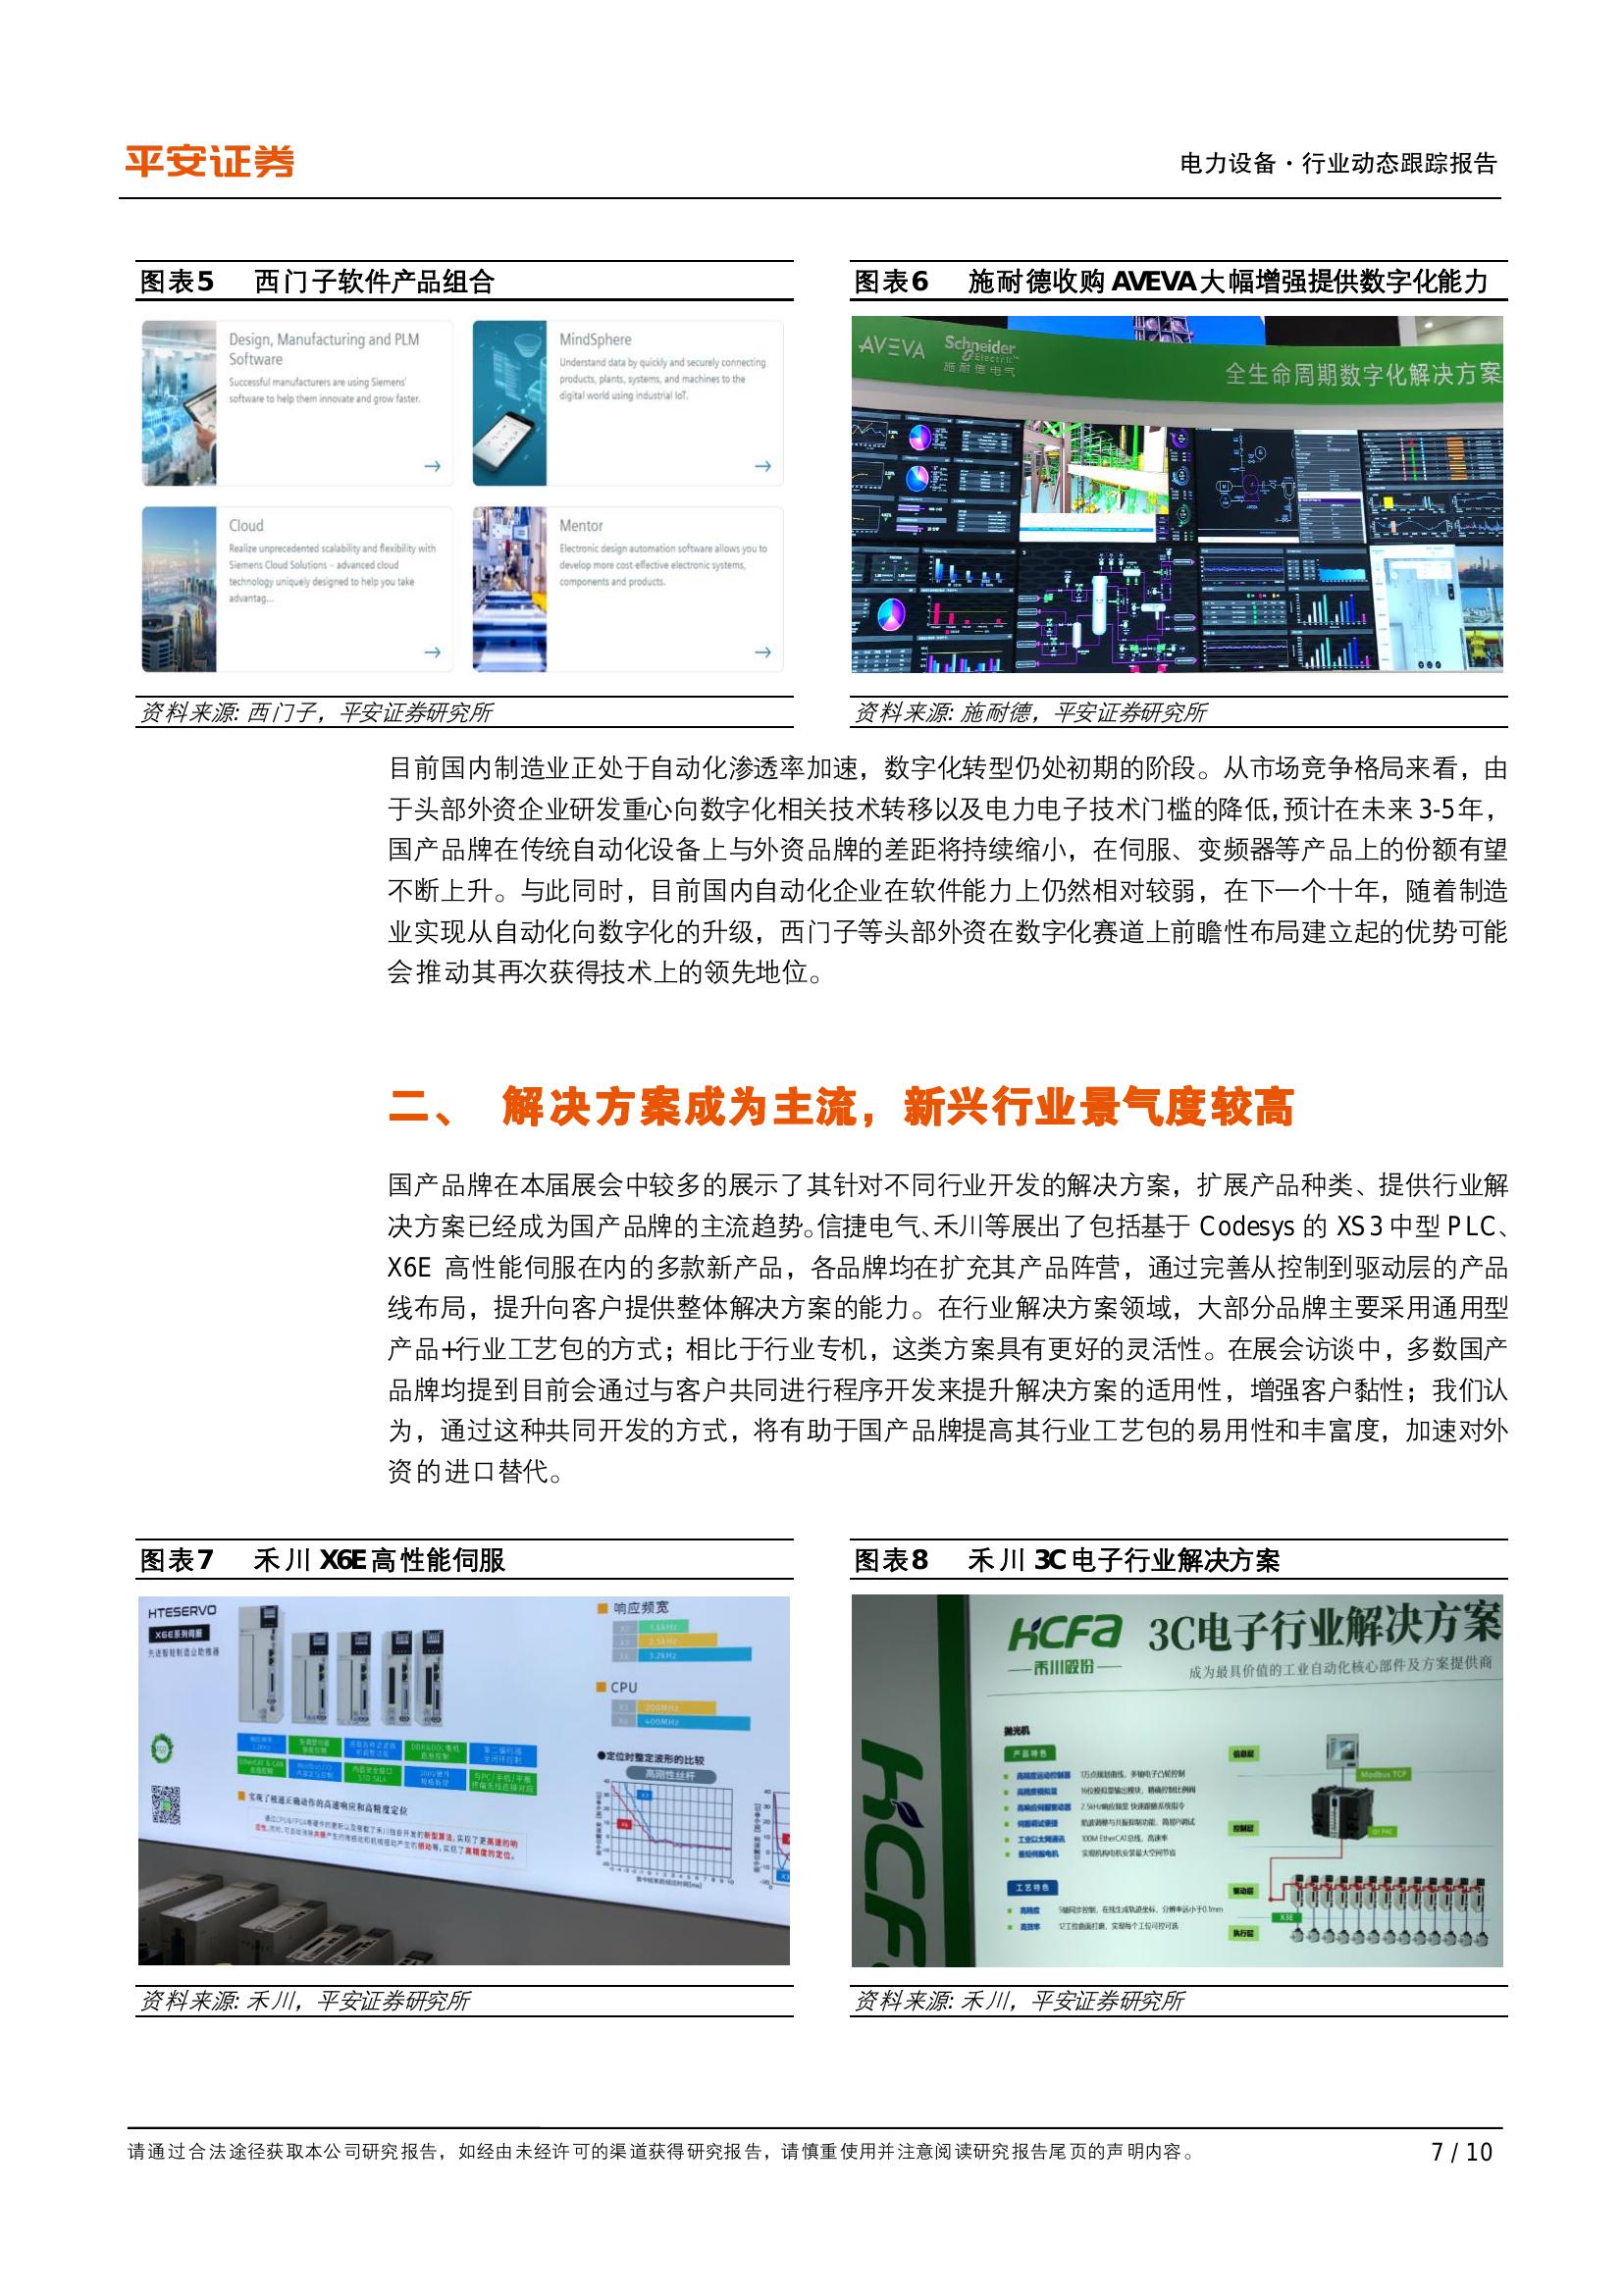 平安证券
电力设备·行业动态跟踪报告
图表5 西门子软件产品组合
Design, Manufacturing and PLM
Software
Successful manufacturers are using Siemens'
software to help them innovate and grow faster.
MindSphere
Understand data by quickly and securely connecting
products, plants, systems, and machines to the
digital world using industrial IoT.
Cloud
Realize unprecedented scalability and flexibility with
Siemens Cloud Solutions – advanced cloud
technology uniquely designed to help you take
advantag...
Mentor
Electronic design automation software allows you to
develop more cost-effective electronic systems,
components and products.
资料来源: 西门子，平安证券研究所
图表6 施耐德收购 AVEVA 大幅增强提供数字化能力
AVEVA
Schneider
Electric
施耐德电气
全生命周期数字化解决方案
资料来源: 施耐德，平安证券研究所
目前国内制造业正处于自动化渗透率加速，数字化转型仍处初期的阶段。从市场竞争格局来看，由
于头部外资企业研发重心向数字化相关技术转移以及电力电子技术门槛的降低，预计在未来 3-5 年，
国产品牌在传统自动化设备上与外资品牌的差距将持续缩小，在伺服、变频器等产品上的份额有望
不断上升。与此同时，目前国内自动化企业在软件能力上仍然相对较弱，在下一个十年，随着制造
业实现从自动化向数字化的升级，西门子等头部外资在数字化赛道上前瞻性布局建立起的优势可能
会推动其再次获得技术上的领先地位。
二、 解决方案成为主流，新兴行业景气度较高
国产品牌在本届展会中较多的展示了其针对不同行业开发的解决方案，扩展产品种类、提供行业解
决方案已经成为国产品牌的主流趋势。信捷电气、禾川等展出了包括基于 Codesys 的 XS3 中型 PLC、
X6E 高性能伺服在内的多款新产品，各品牌均在扩充其产品阵营，通过完善从控制到驱动层的产品
线布局，提升向客户提供整体解决方案的能力。在行业解决方案领域，大部分品牌主要采用通用型
产品+行业工艺包的方式；相比于行业专机，这类方案具有更好的灵活性。在展会访谈中，多数国产
品牌均提到目前会通过与客户共同进行程序开发来提升解决方案的适用性，增强客户黏性；我们认
为，通过这种共同开发的方式，将有助于国产品牌提高其行业工艺包的易用性和丰富度，加速对外
资的进口替代。
图表7 禾川 X6E 高性能伺服
HTESERVO
X6E系列伺服
先进智能制造业助推器
响应频宽
3.2kHz
CPU
200MHz
400MHz
●定位时整定波形的比较
高刚性丝杆
实现了极速正确动作的高速响应和高精度定位
资料来源: 禾川，平安证券研究所
图表8 禾川 3C 电子行业解决方案
HCFa
禾川股份
3C电子行业解决方案
成为最具价值的工业自动化核心部件及方案提供商
抛光机
产品特色
信息层
Modbus TCP
控制层
工艺特色
驱动层
X3E
执行层
HCFa
资料来源: 禾川，平安证券研究所
请通过合法途径获取本公司研究报告，如经由未经许可的渠道获得研究报告，请慎重使用并注意阅读研究报告尾页的声明内容。
7 / 10